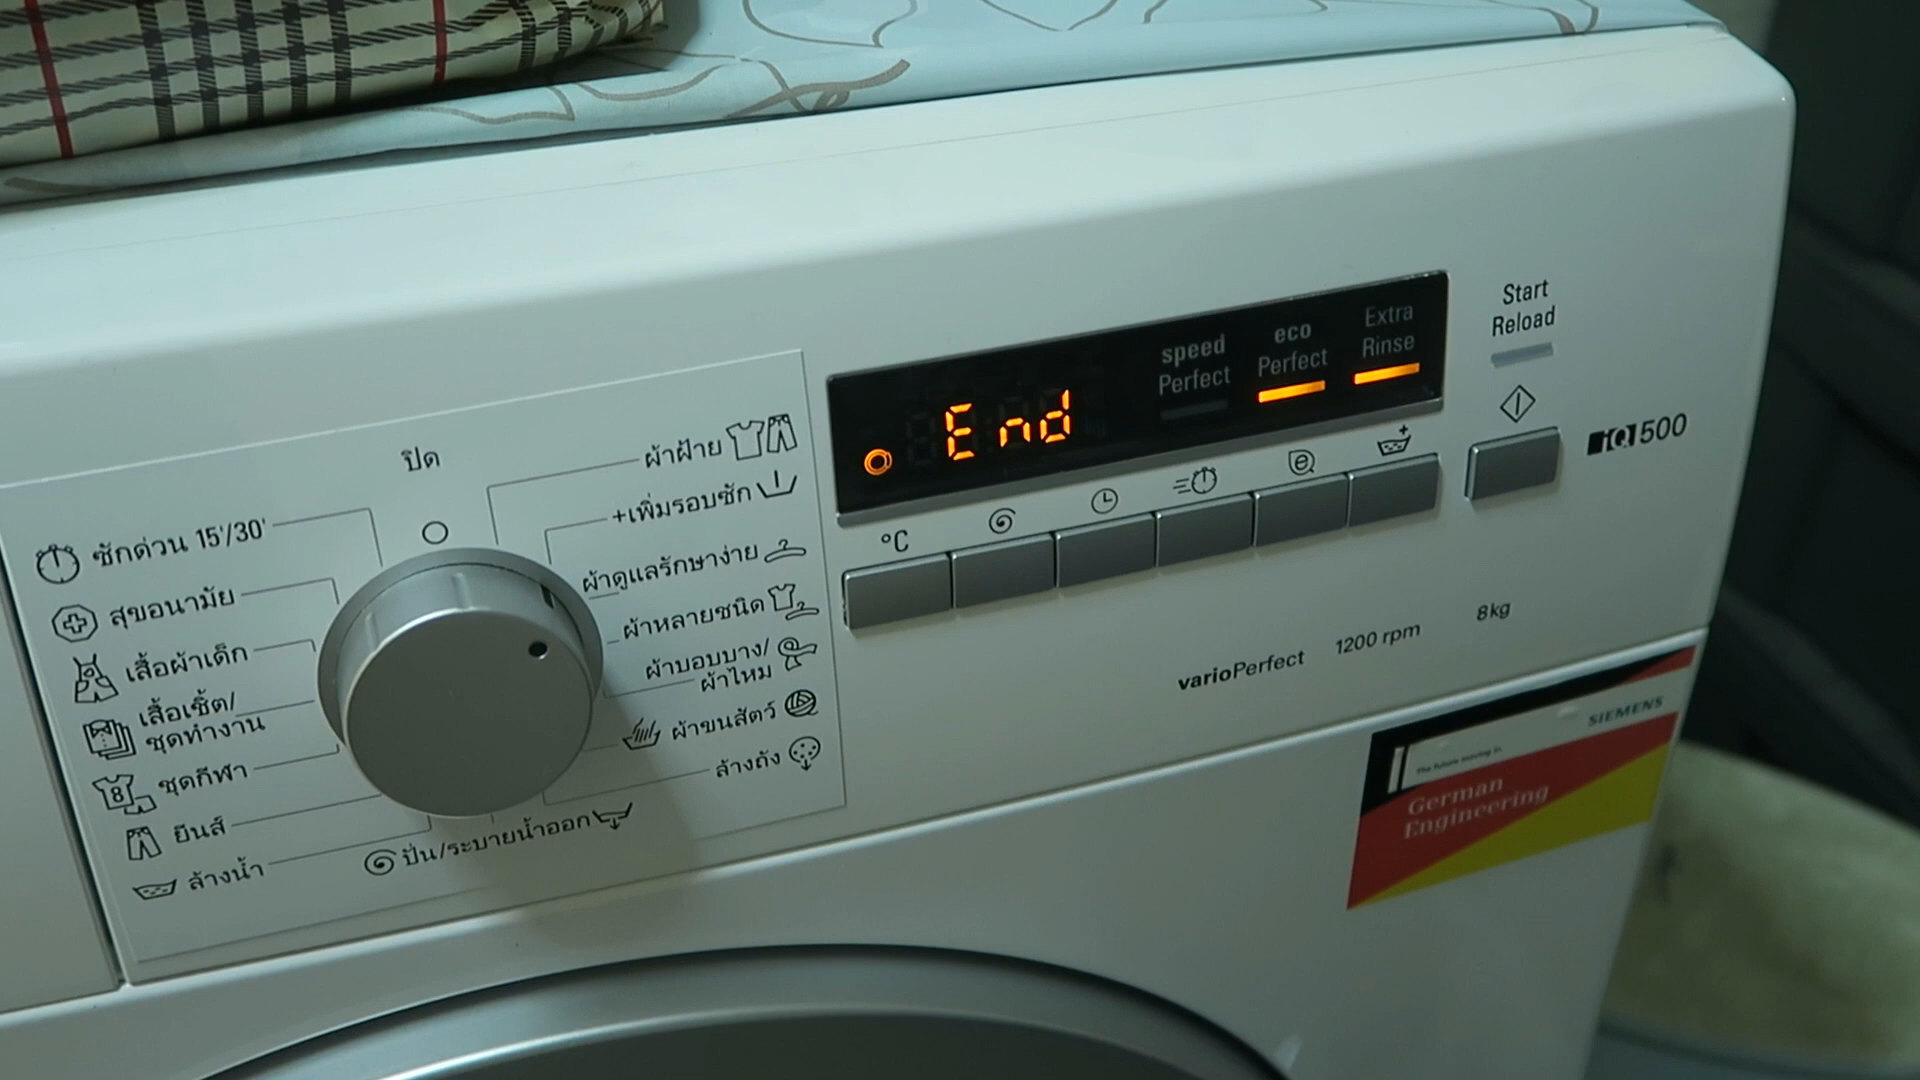 ปิด
ซักด่วน 15'/30'
สุขอนามัย
เสื้อผ้าเด็ก
เสื้อเชิ้ต/
ชุดทำงาน
ชุดกีฬา
ยีนส์
ล้างน้ำ
ผ้าฝ้าย
+เพิ่มรอบซัก
ผ้าดูแลรักษาง่าย
ผ้าหลายชนิด
ผ้าบอบบาง/
ผ้าไหม
ผ้าขนสัตว์
ล้างถัง
ปั่น/ระบายน้ำออก
End
speed
Perfect
eco
Perfect
Extra
Rinse
Start
Reload
°C
iQ500
varioPerfect
1200 rpm
8kg
SIEMENS
The future moving in.
German
Engineering